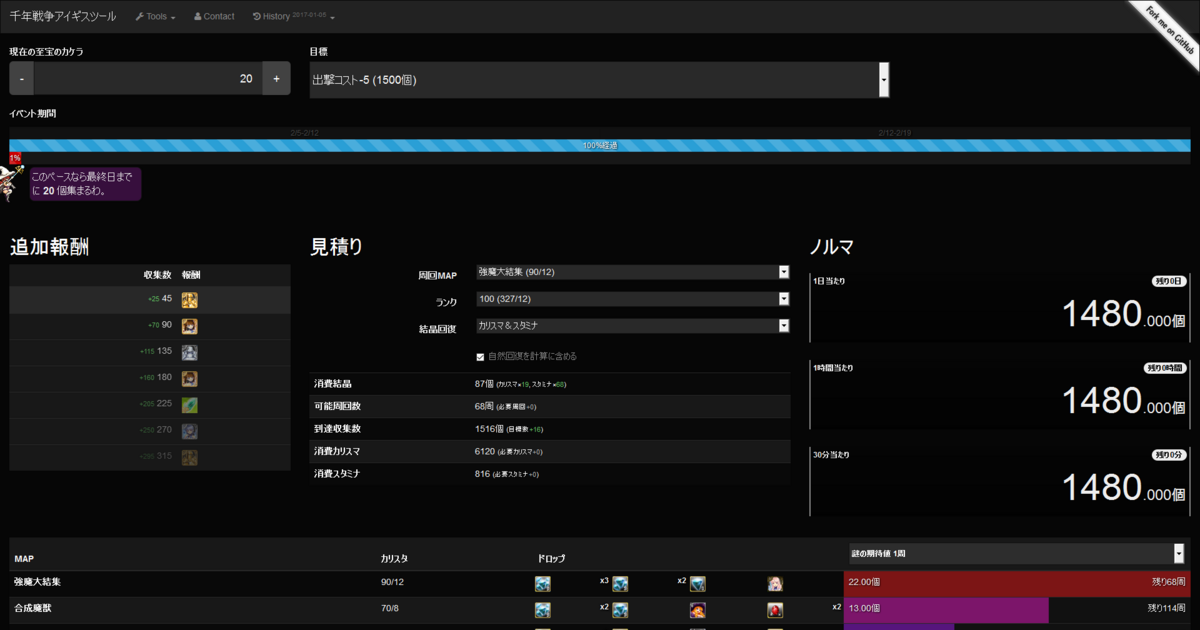 千年戦争アイギスツール Tools Contact History 2017-01-05
Fork me on GitHub
現在の至宝のカケラ 目標
- 20 + 出撃コスト-5 (1500個)
イベント期間
2/5-2/12 2/12-2/19
100%経過
1%
このペースなら最終日まで
に 20 個集まるわ。
追加報酬
収集数 報酬
+25 45
+70 90
+115 135
+160 180
+205 225
+250 270
+295 315
見積り
周回MAP 強魔大結集 (90/12)
ランク 100 (327/12)
結晶回復 カリスマ&スタミナ
自然回復を計算に含める
消費結晶 87個 (カリスマ×19, スタミナ×68)
可能周回数 68周 (必要周回+0)
到達収集数 1516個 (目標数+16)
消費カリスマ 6120 (必要カリスマ+0)
消費スタミナ 816 (必要スタミナ+0)
ノルマ
1日当たり 残り0日
1480.000個
1時間当たり 残り0時間
1480.000個
30分当たり 残り0分
1480.000個
MAP カリスタ ドロップ 謎の期待値 1周
強魔大結集 90/12 x3 x2 22.00個 残り68周
合成魔獣 70/8 x2 x2 13.00個 残り114周